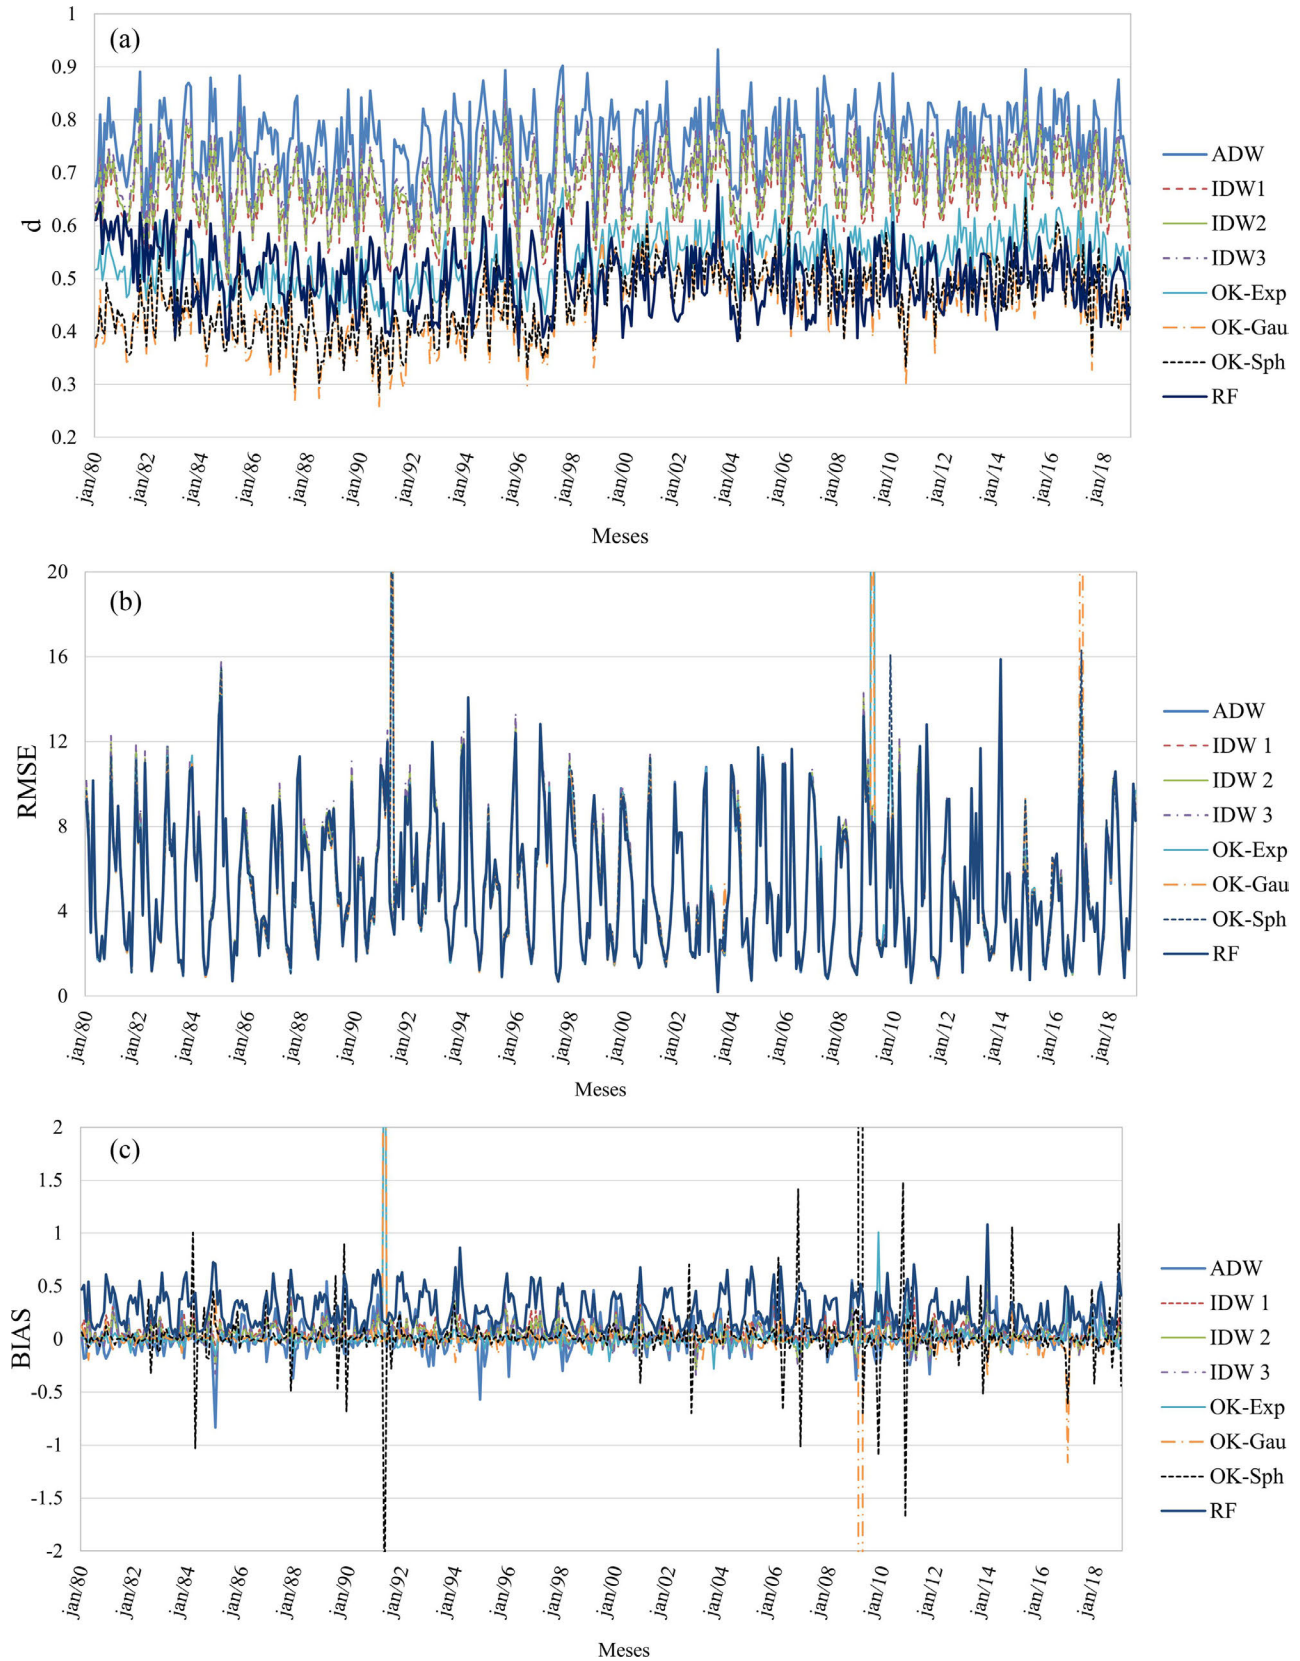 (a)
d
1
0.9
0.8
0.7
0.6
0.5
0.4
0.3
0.2
jan/80
jan/82
jan/84
jan/86
jan/88
jan/90
jan/92
jan/94
jan/96
jan/98
jan/00
jan/02
jan/04
jan/06
jan/08
jan/10
jan/12
jan/14
jan/16
jan/18
Meses
ADW
IDW1
IDW2
IDW3
OK-Exp
OK-Gau
OK-Sph
RF
(b)
RMSE
20
16
12
8
4
0
jan/80
jan/82
jan/84
jan/86
jan/88
jan/90
jan/92
jan/94
jan/96
jan/98
jan/00
jan/02
jan/04
jan/06
jan/08
jan/10
jan/12
jan/14
jan/16
jan/18
Meses
ADW
IDW 1
IDW 2
IDW 3
OK-Exp
OK-Gau
OK-Sph
RF
(c)
BIAS
2
1.5
1
0.5
0
-0.5
-1
-1.5
-2
jan/80
jan/82
jan/84
jan/86
jan/88
jan/90
jan/92
jan/94
jan/96
jan/98
jan/00
jan/02
jan/04
jan/06
jan/08
jan/10
jan/12
jan/14
jan/16
jan/18
Meses
ADW
IDW 1
IDW 2
IDW 3
OK-Exp
OK-Gau
OK-Sph
RF